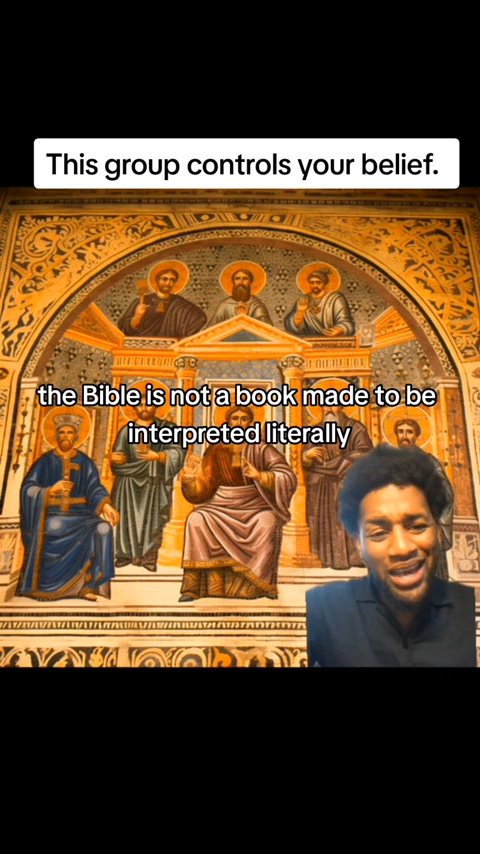 This group controls your belief.
the Bible is not a book made to be
interpreted literally